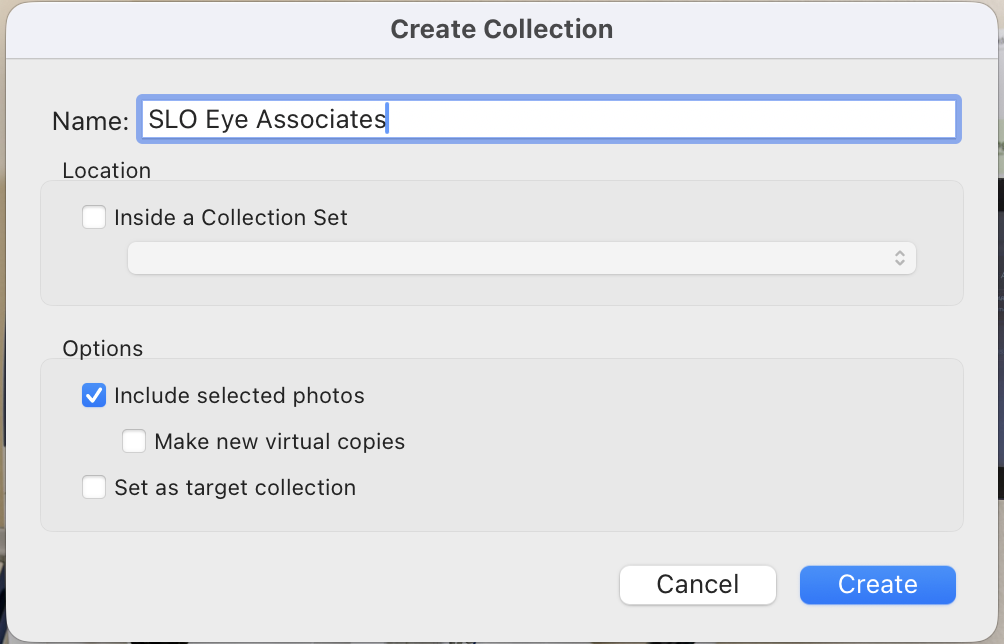 Create Collection
Name: SLO Eye Associates
Location
Inside a Collection Set
Options
Include selected photos
Make new virtual copies
Set as target collection
Cancel Create